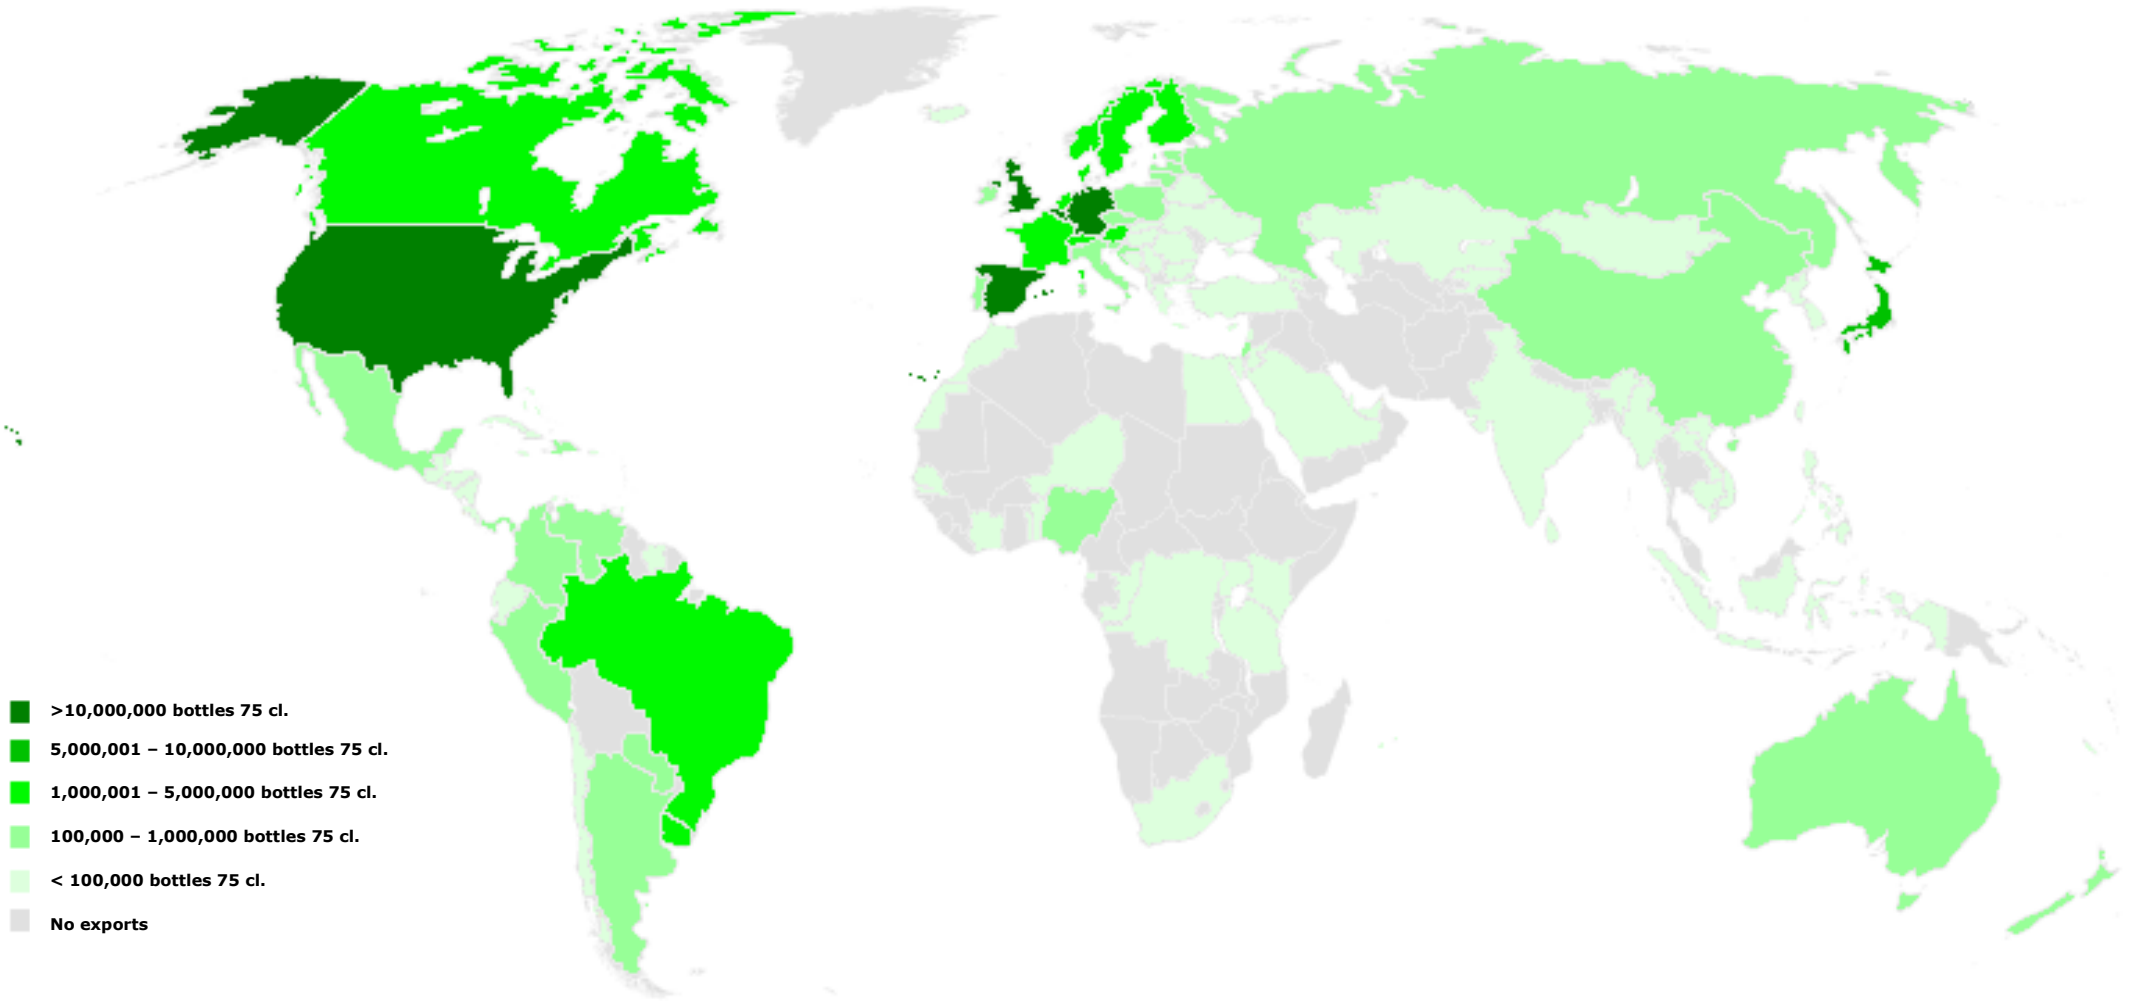 >10,000,000 bottles 75 cl.
5,000,001 – 10,000,000 bottles 75 cl.
1,000,001 – 5,000,000 bottles 75 cl.
100,000 – 1,000,000 bottles 75 cl.
< 100,000 bottles 75 cl.
No exports